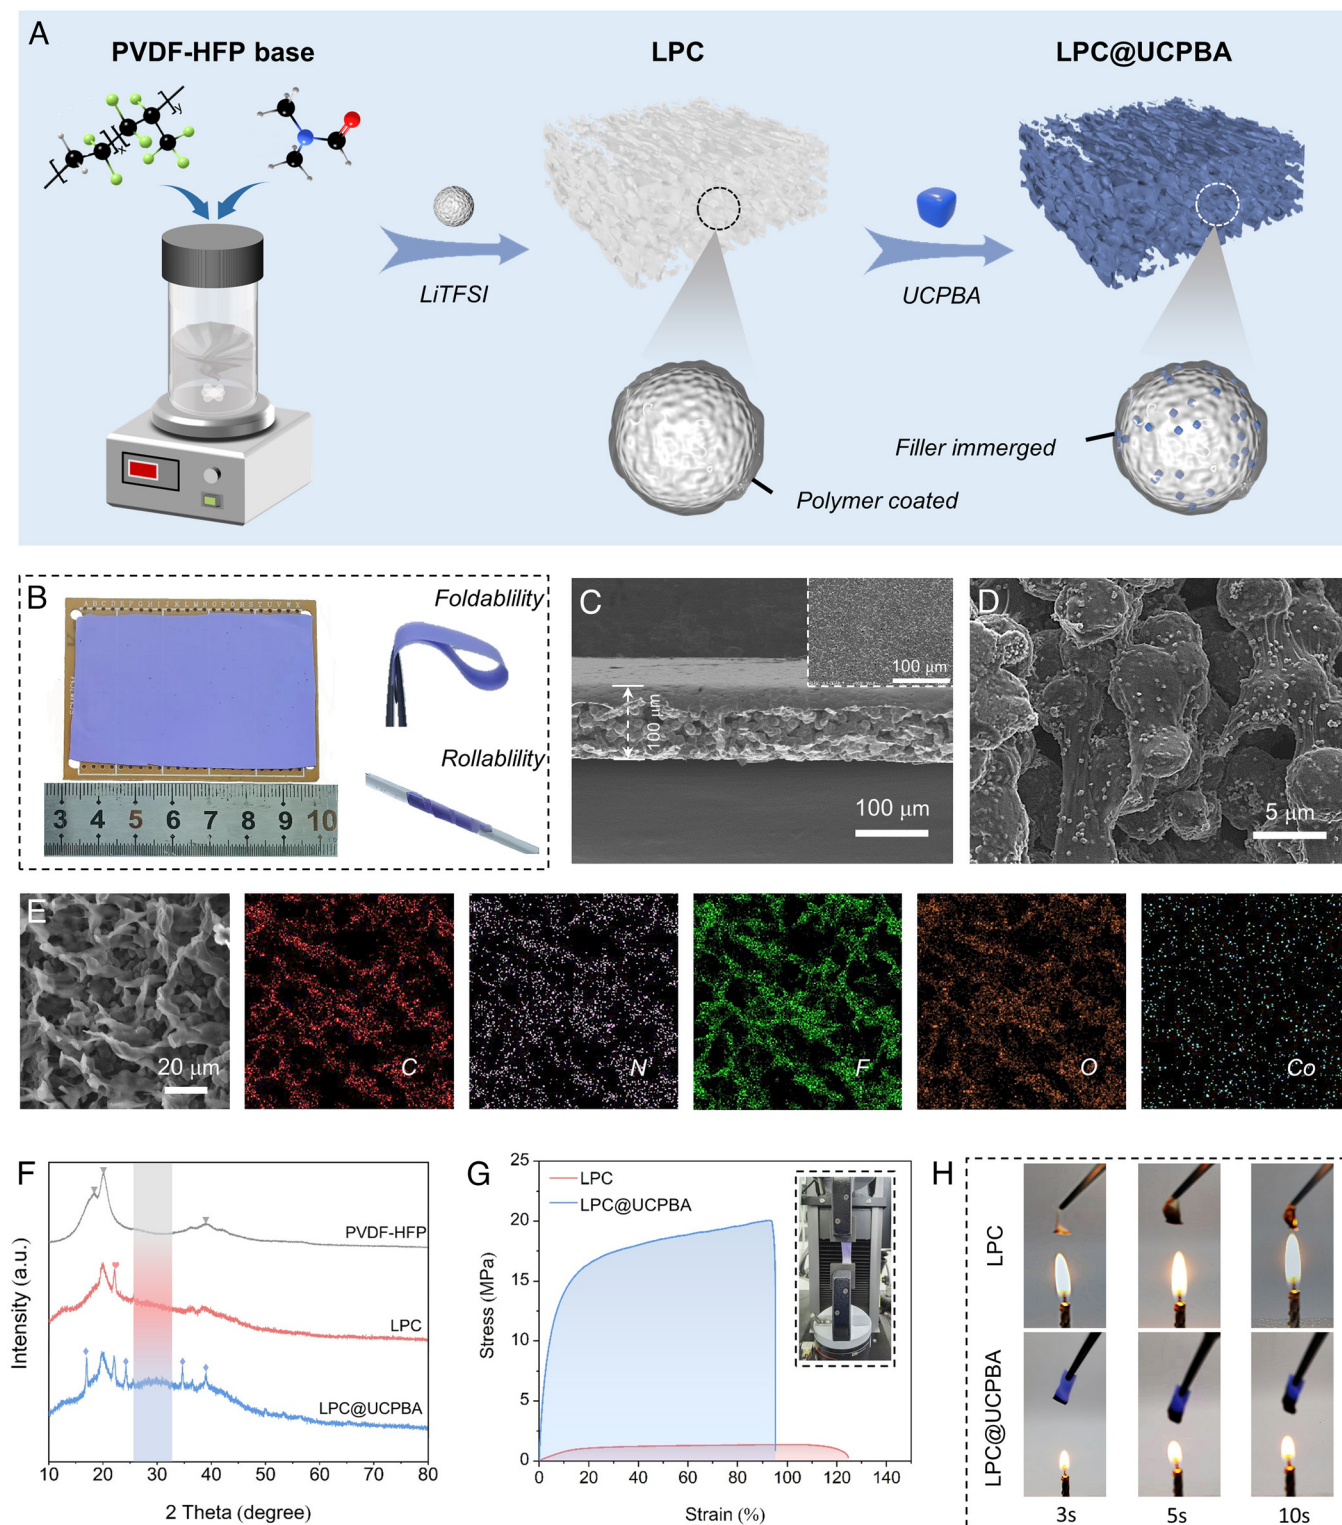 A
PVDF-HFP base
LPC
LPC@UCPBA
x
y
LiTFSI
UCPBA
Filler immerged
Polymer coated
B
Foldablility
Rollablility
3 4 5 6 7 8 9 10
C
100 μm
100 μm
100 μm
D
5 μm
E
20 μm
C
N
F
O
Co
F
Intensity (a.u.)
PVDF-HFP
LPC
LPC@UCPBA
10 20 30 40 50 60 70 80
2 Theta (degree)
G
Stress (MPa)
25
20
15
10
5
0
LPC
LPC@UCPBA
0 20 40 60 80 100 120 140
Strain (%)
H
LPC
LPC@UCPBA
3s 5s 10s